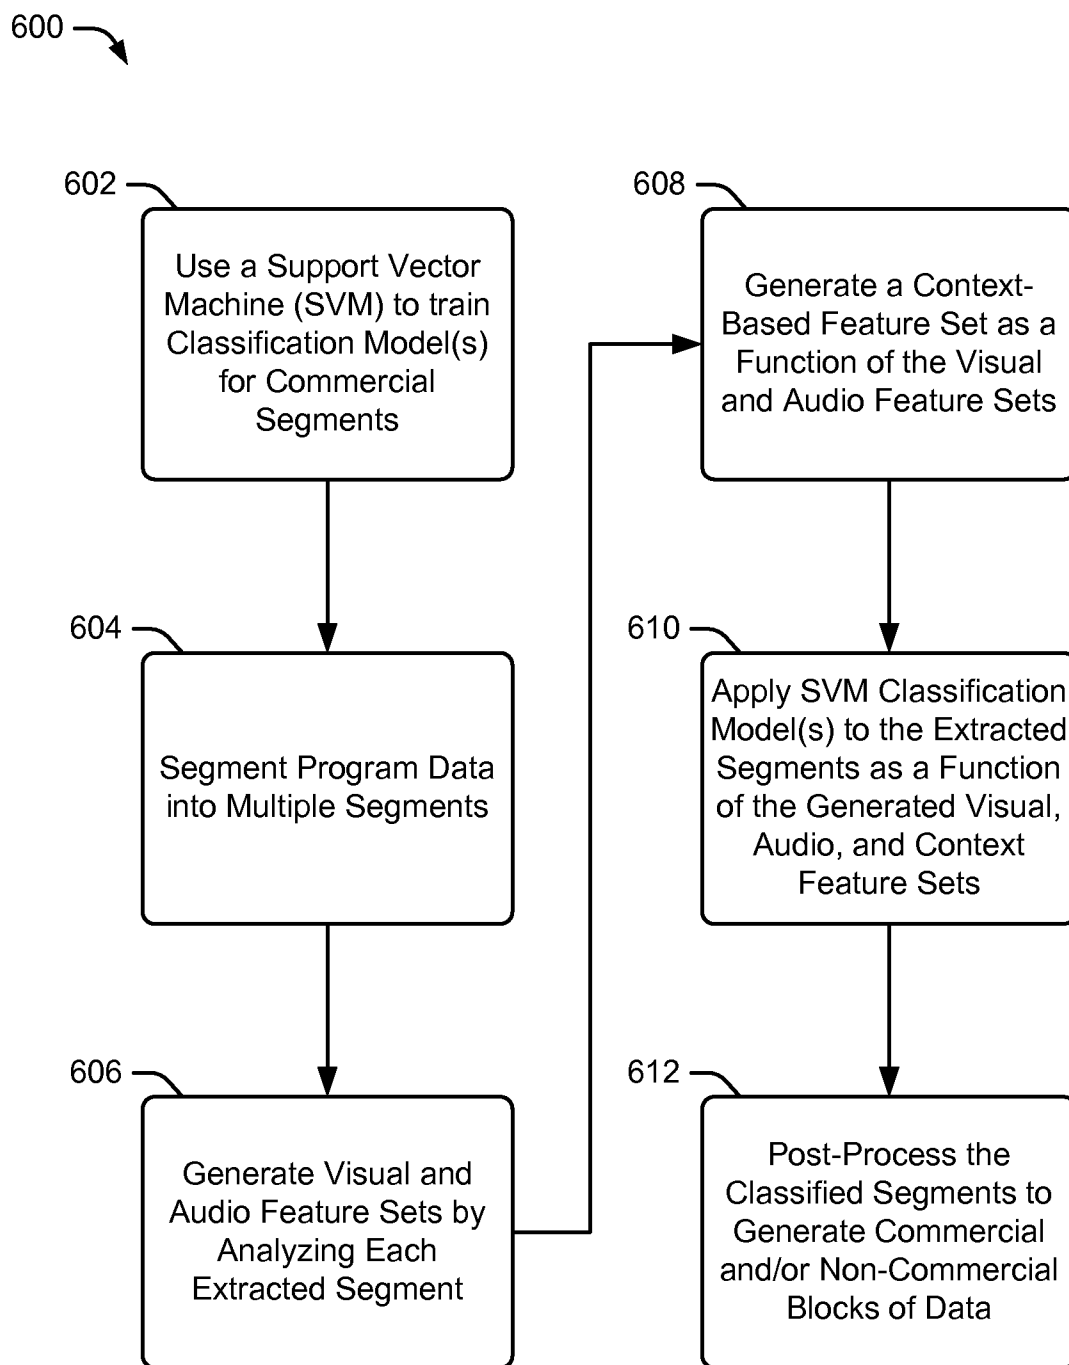 600
602
Use a Support Vector
Machine (SVM) to train
Classification Model(s)
for Commercial
Segments
604
Segment Program Data
into Multiple Segments
606
Generate Visual and
Audio Feature Sets by
Analyzing Each
Extracted Segment
608
Generate a Context-
Based Feature Set as a
Function of the Visual
and Audio Feature Sets
610
Apply SVM Classification
Model(s) to the Extracted
Segments as a Function
of the Generated Visual,
Audio, and Context
Feature Sets
612
Post-Process the
Classified Segments to
Generate Commercial
and/or Non-Commercial
Blocks of Data